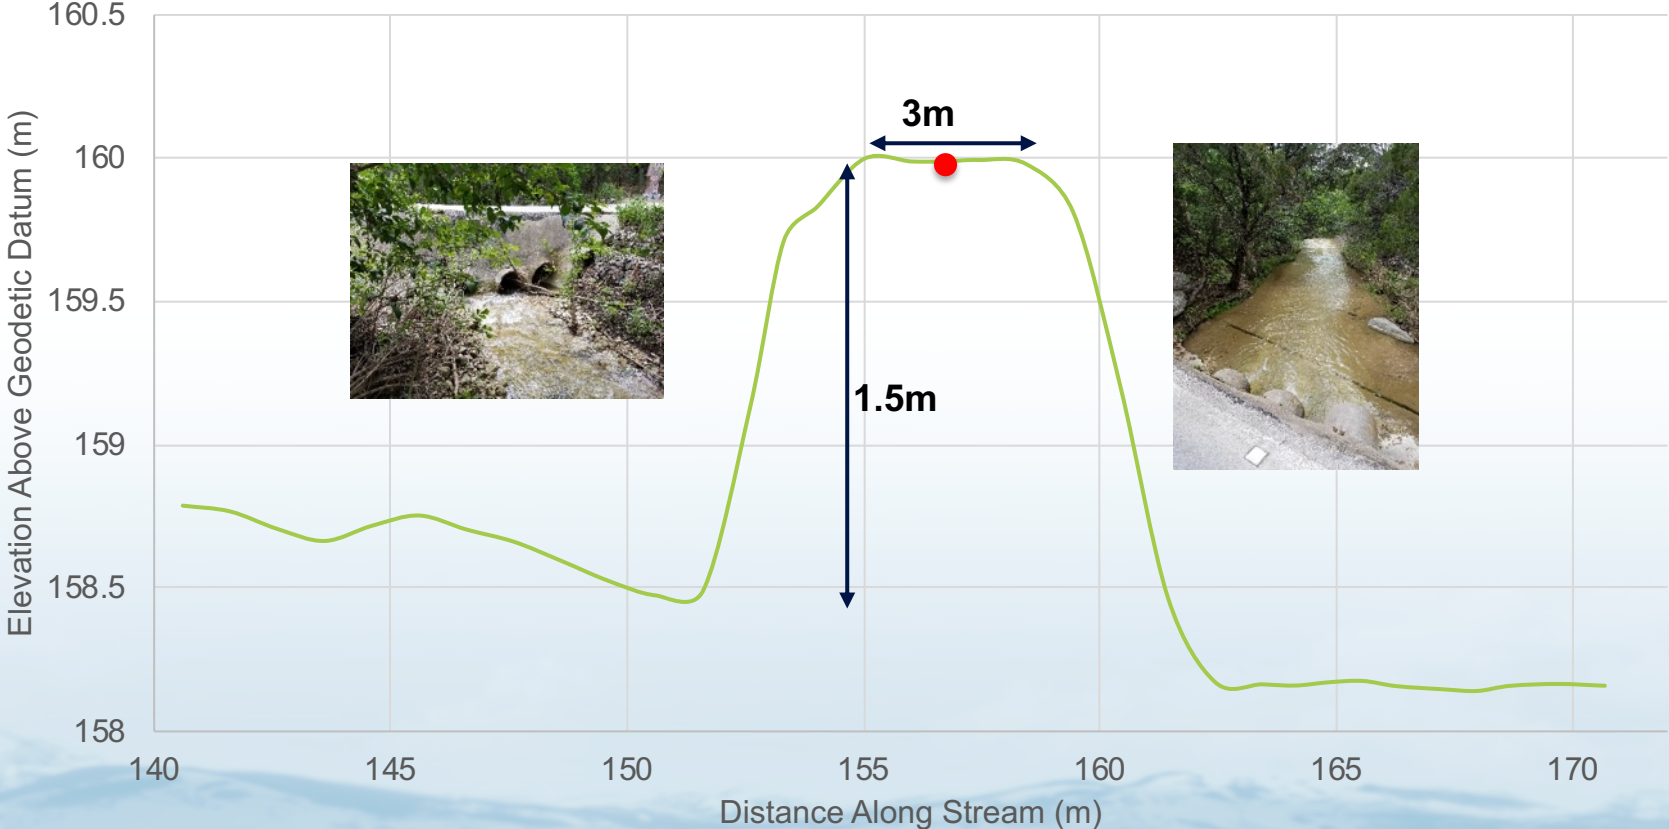 160.5
160
159.5
159
158.5
158
Elevation Above Geodetic Datum (m)
3m
1.5m
140 145 150 155 160 165 170
Distance Along Stream (m)